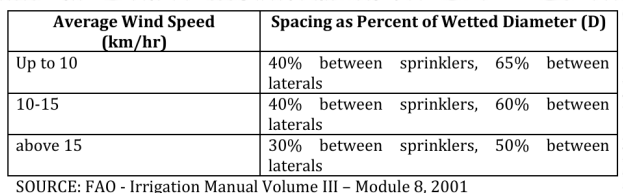 Average Wind Speed
(km/hr)
Spacing as Percent of Wetted Diameter (D)
Up to 10
40% between sprinklers, 65% between
laterals
10-15
40% between sprinklers, 60% between
laterals
above 15
30% between sprinklers, 50% between
laterals
SOURCE: FAO - Irrigation Manual Volume III – Module 8, 2001